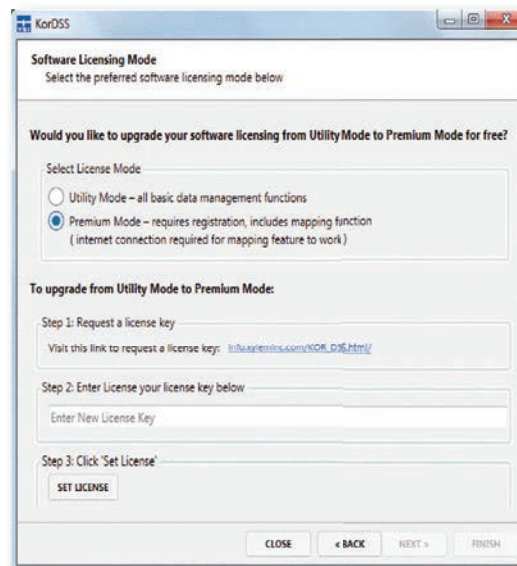 KorDSS
Software Licensing Mode
Select the preferred software licensing mode below
Would you like to upgrade your software licensing from Utility Mode to Premium Mode for free?
Select License Mode
Utility Mode – all basic data management functions
Premium Mode – requires registration, includes mapping function
( internet connection required for mapping feature to work )
To upgrade from Utility Mode to Premium Mode:
Step 1: Request a license key
Visit this link to request a license key: info.xyleminc.com/KOR_DSS.html/
Step 2: Enter License your license key below
Enter New License Key
Step 3: Click 'Set License'
SET LICENSE
CLOSE < BACK NEXT > FINISH